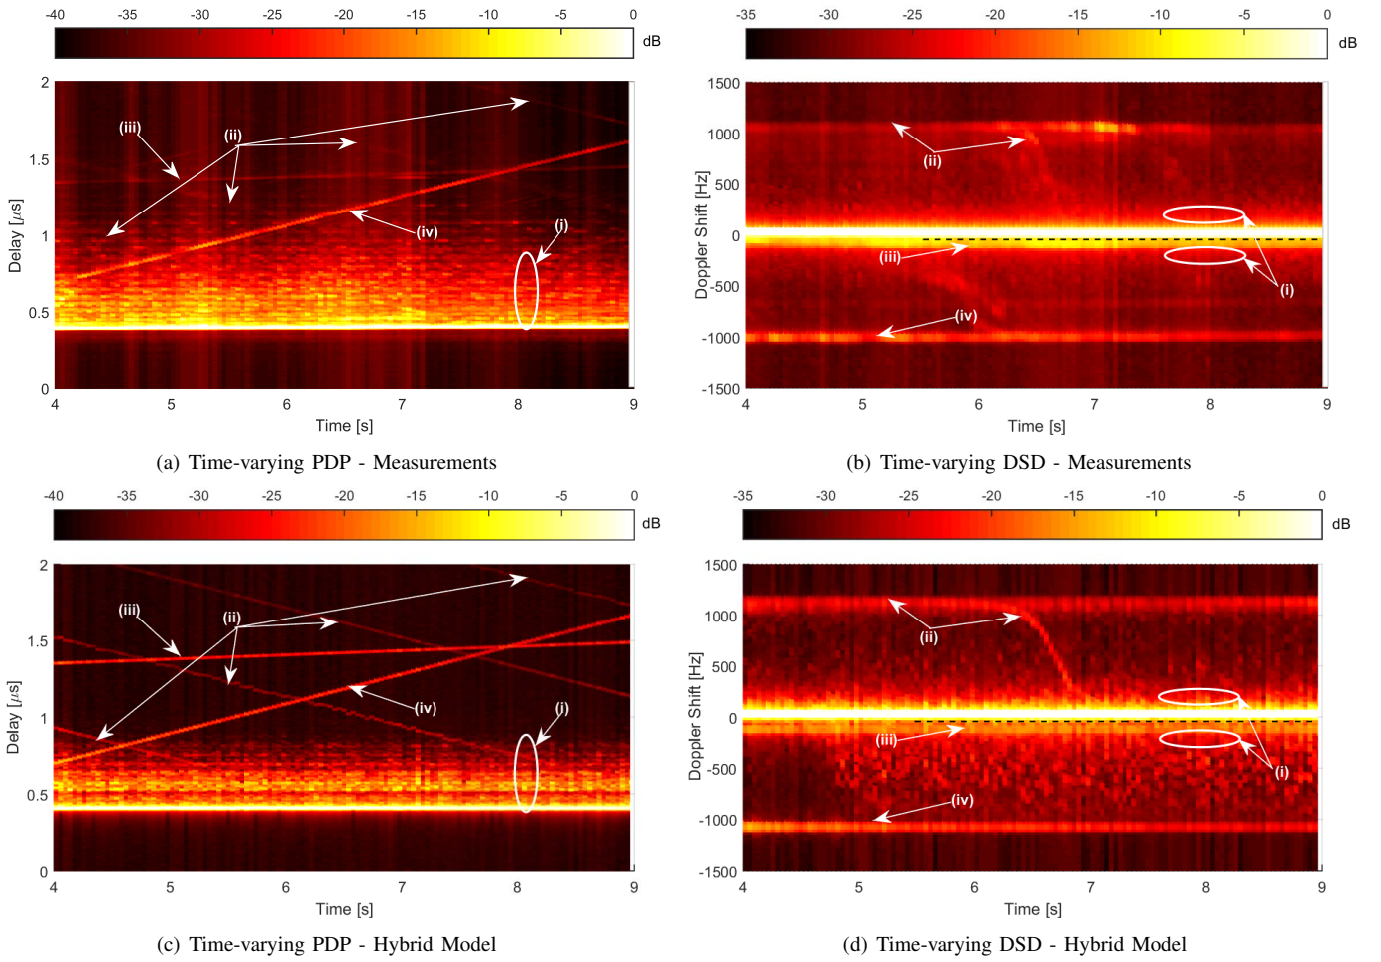 -40 -35 -30 -25 -20 -15 -10 -5 0
dB
2
1.5
1
0.5
0
Delay [μs]
(iii)
(ii)
(iv)
(i)
4 5 6 7 8 9
Time [s]
(a) Time-varying PDP - Measurements
-35 -30 -25 -20 -15 -10 -5 0
dB
1500
1000
500
0
-500
-1000
-1500
Doppler Shift [Hz]
(ii)
(iii)
(i)
(iv)
4 5 6 7 8 9
Time [s]
(b) Time-varying DSD - Measurements
-40 -35 -30 -25 -20 -15 -10 -5 0
dB
2
1.5
1
0.5
0
Delay [μs]
(iii)
(ii)
(iv)
(i)
4 5 6 7 8 9
Time [s]
(c) Time-varying PDP - Hybrid Model
-35 -30 -25 -20 -15 -10 -5 0
dB
1500
1000
500
0
-500
-1000
-1500
Doppler Shift [Hz]
(ii)
(iii)
(i)
(iv)
4 5 6 7 8 9
Time [s]
(d) Time-varying DSD - Hybrid Model